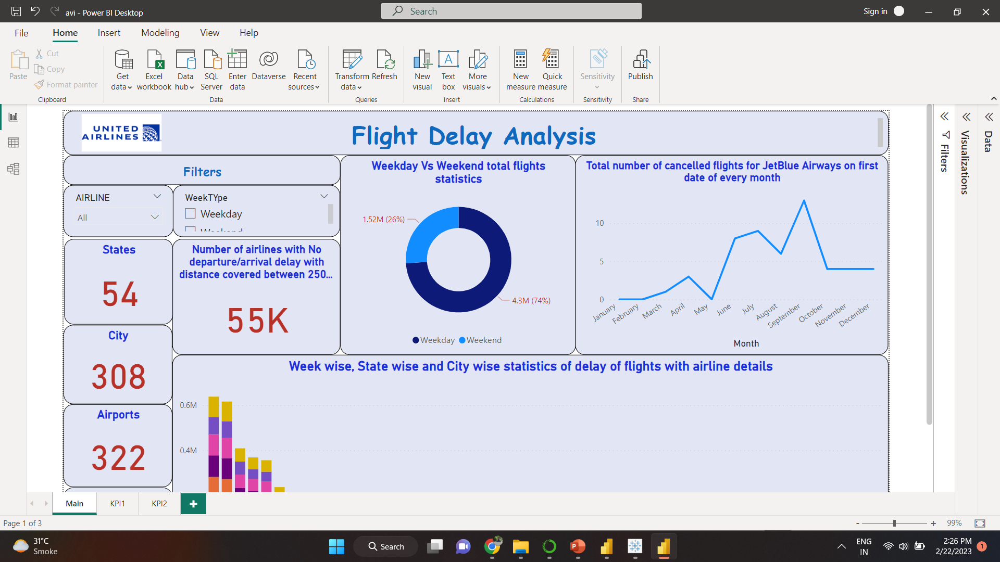 avi - Power BI Desktop
Search
Sign in
File
Home
Insert
Modeling
View
Help
Paste
Cut
Copy
Format painter
Clipboard
Get data
Excel workbook
Data hub
SQL Server
Enter data
Dataverse
Recent sources
Data
Transform data
Refresh
Queries
New visual
Text box
More visuals
Insert
New measure
Quick measure
Calculations
Sensitivity
Sensitivity
Publish
Share
UNITED
AIRLINES
Flight Delay Analysis
Filters
AIRLINE
All
WeekTYpe
Weekday
Weekend
States
54
Number of airlines with No
departure/arrival delay with
distance covered between 250...
55K
City
308
Airports
322
Weekday Vs Weekend total flights
statistics
1.52M (26%)
4.3M (74%)
Weekday
Weekend
Total number of cancelled flights for JetBlue Airways on first
date of every month
10
5
0
January
February
March
April
May
June
July
August
September
October
November
December
Month
Week wise, State wise and City wise statistics of delay of flights with airline details
0.6M
0.4M
Filters
Visualizations
Data
Main
KPI1
KPI2
+
Page 1 of 3
-
+
99%
31°C
Smoke
Search
ENG
IN
2:26 PM
2/22/2023
1